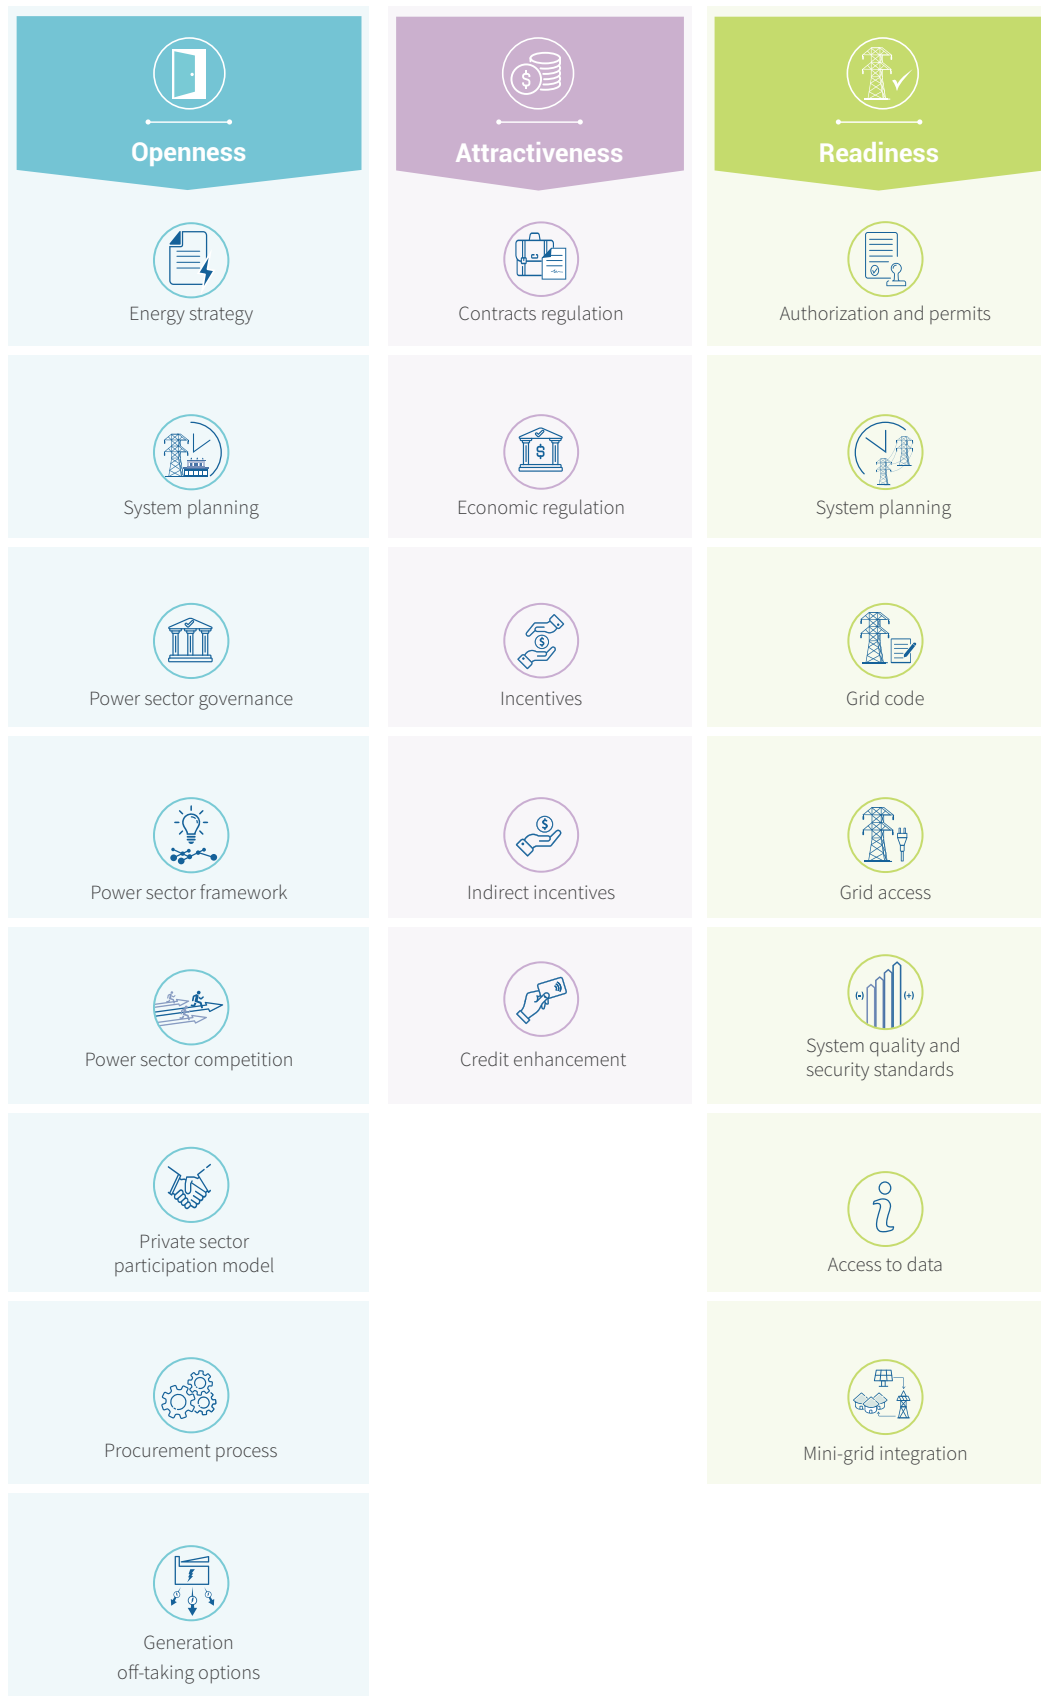 Openness
Energy strategy
System planning
Power sector governance
Power sector framework
Power sector competition
Private sector
participation model
Procurement process
Generation
off-taking options
Attractiveness
$
Contracts regulation
$
Economic regulation
$
Incentives
$
Indirect incentives
Credit enhancement
Readiness
Authorization and permits
System planning
Grid code
Grid access
(-)
(+)
System quality and
security standards
i
Access to data
Mini-grid integration